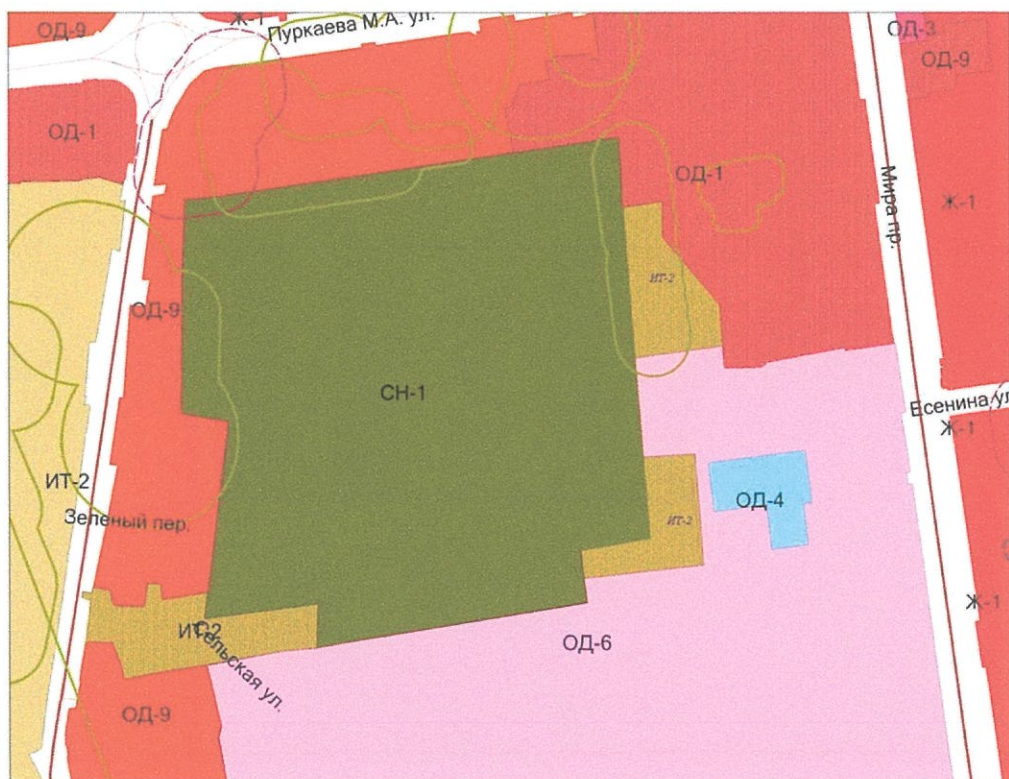 ОД-9
Ж-1
Пуркаева М.А. ул.
ОД-3
ОД-9
ОД-1
ОД-1
Мира пр.
Ж-1
ИТ-2
ОД-9
СН-1
Есенина ул
Ж-1
ИТ-2
Зеленый пер.
ИТ-2
ОД-4
Ж-1
ИТ-2
Сельская ул.
ОД-6
ОД-9